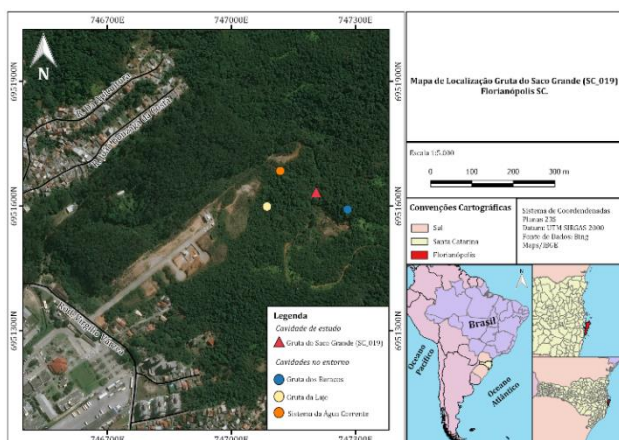 746700E
747000E
747300E
N
6951900N
6951600N
6951300N
6951900N
6951600N
6951300N
Legenda
Cavidade de estudo
Gruta do Saco Grande (SC_019)
Cavidades no entorno
Gruta da Laje
Sistema da Água Corrente
746700E
747000E
747300E
Mapa de Localização Gruta do Saco Grande (SC_019)
Florianópolis SC.
Escala 1:5.000
0 100 200 300 m
Convenções Cartográficas
Sul
Santa Catarina
Florianópolis
Sistema de Coordenadas
Planas 22S
Datum: UTM SIRGAS 2000
Fonte de Dados: Bing
Maps/IBGE
N
Brasil
Oceano
Pacífico
Oceano
Atlântico